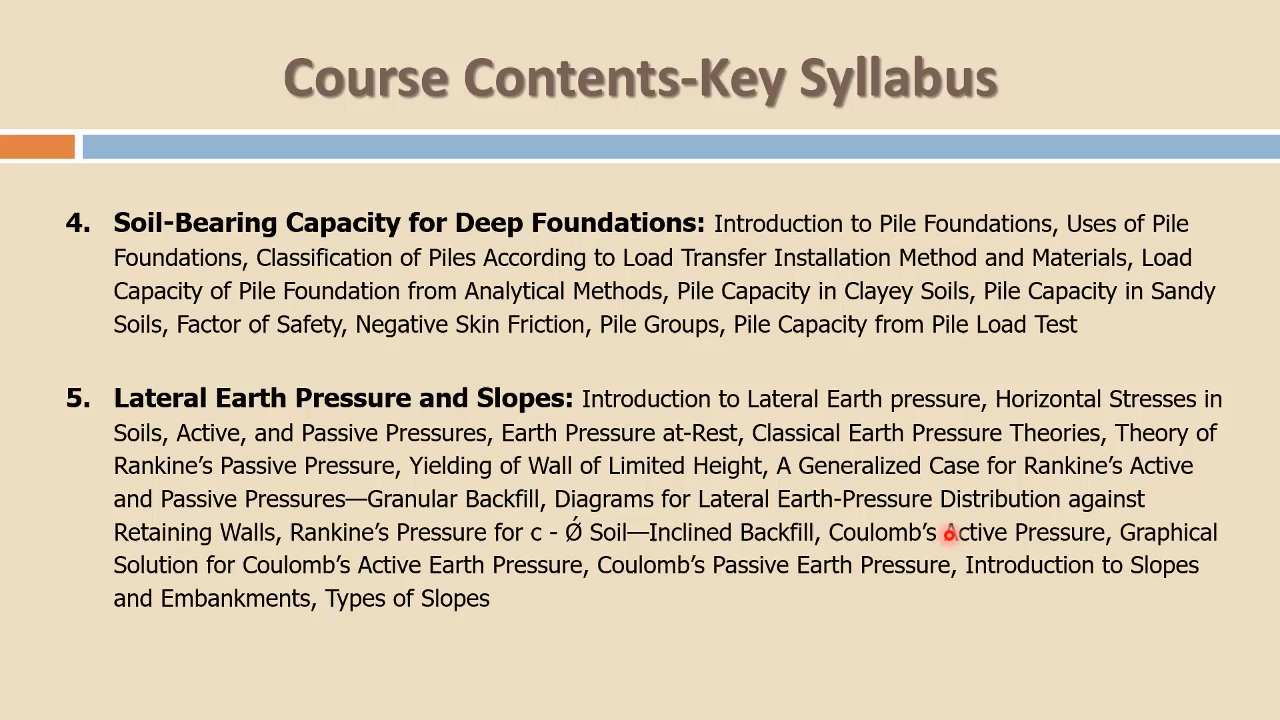 Course Contents-Key Syllabus
4. Soil-Bearing Capacity for Deep Foundations: Introduction to Pile Foundations, Uses of Pile
Foundations, Classification of Piles According to Load Transfer Installation Method and Materials, Load
Capacity of Pile Foundation from Analytical Methods, Pile Capacity in Clayey Soils, Pile Capacity in Sandy
Soils, Factor of Safety, Negative Skin Friction, Pile Groups, Pile Capacity from Pile Load Test
5. Lateral Earth Pressure and Slopes: Introduction to Lateral Earth pressure, Horizontal Stresses in
Soils, Active, and Passive Pressures, Earth Pressure at-Rest, Classical Earth Pressure Theories, Theory of
Rankine’s Passive Pressure, Yielding of Wall of Limited Height, A Generalized Case for Rankine’s Active
and Passive Pressures—Granular Backfill, Diagrams for Lateral Earth-Pressure Distribution against
Retaining Walls, Rankine’s Pressure for c - Ǿ Soil—Inclined Backfill, Coulomb’s Active Pressure, Graphical
Solution for Coulomb’s Active Earth Pressure, Coulomb’s Passive Earth Pressure, Introduction to Slopes
and Embankments, Types of Slopes